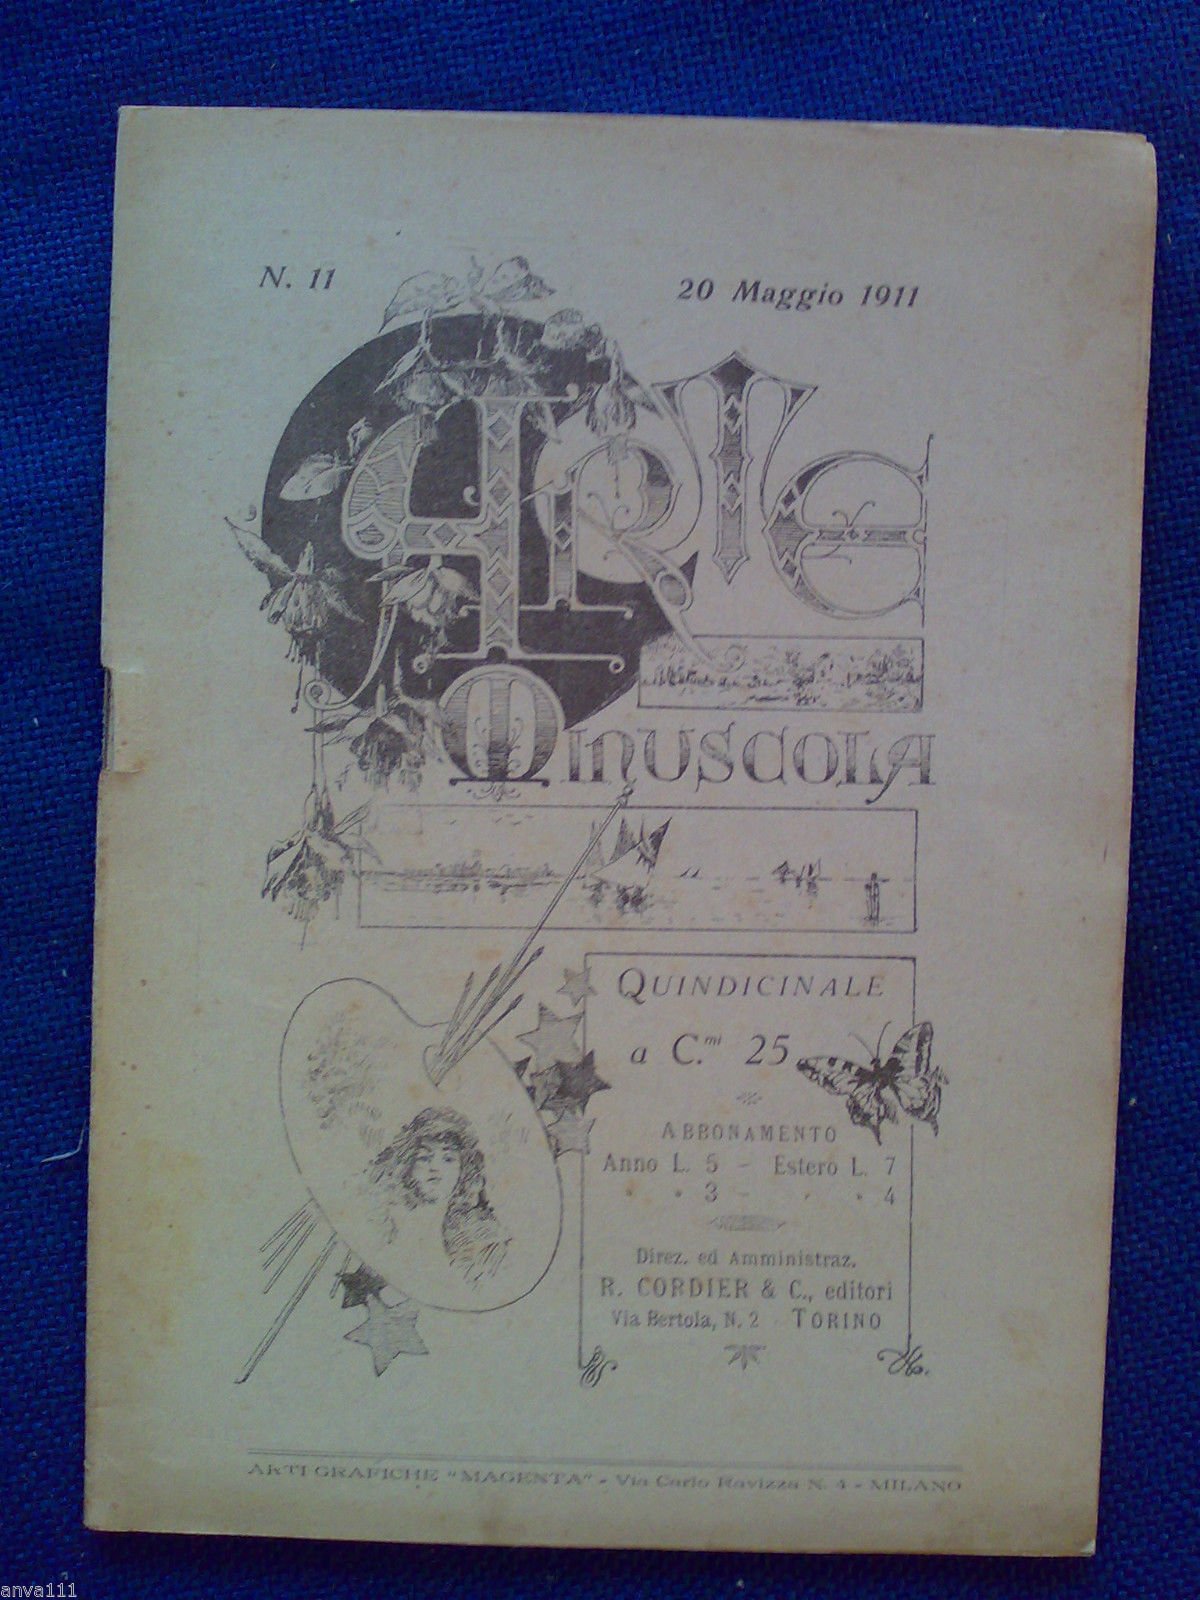 N. 11
20 Maggio 1911
ARTE
MINUSCOLA
QUINDICINALE
a C.mi 25
ABBONAMENTO
Anno L. 5 - Estero L. 7
" " 3 - " " 4
Direz. ed Amministraz.
R. CORDIER & C., editori
Via Bertola, N. 2 TORINO
ARTI GRAFICHE "MAGENTA" - Via Carlo Ravizza N. 4 - MILANO
anva111